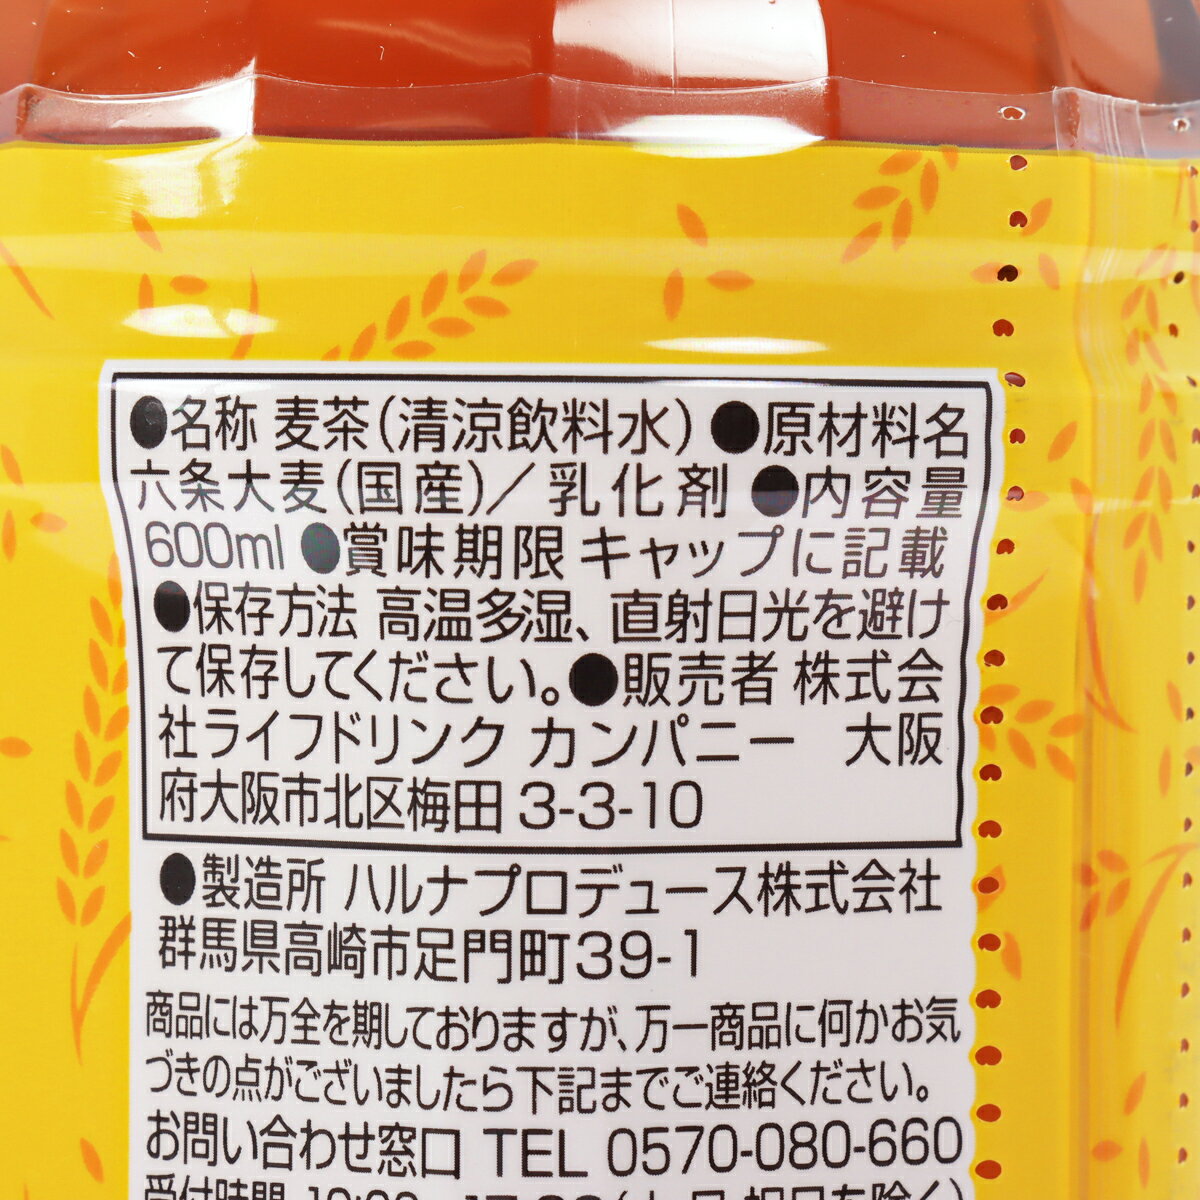 ●名称 麦茶(清涼飲料水) ●原材料名
六条大麦(国産)／乳化剤 ●内容量
600ml ●賞味期限 キャップに記載
●保存方法 高温多湿、直射日光を避け
て保存してください。●販売者 株式会
社ライフドリンク カンパニー　大阪
府大阪市北区梅田 3-3-10
●製造所 ハルナプロデュース株式会社
群馬県高崎市足門町39-1
商品には万全を期しておりますが、万一商品に何かお気
づきの点がございましたら下記までご連絡ください。
お問い合わせ窓口 TEL 0570-080-660
受付時間